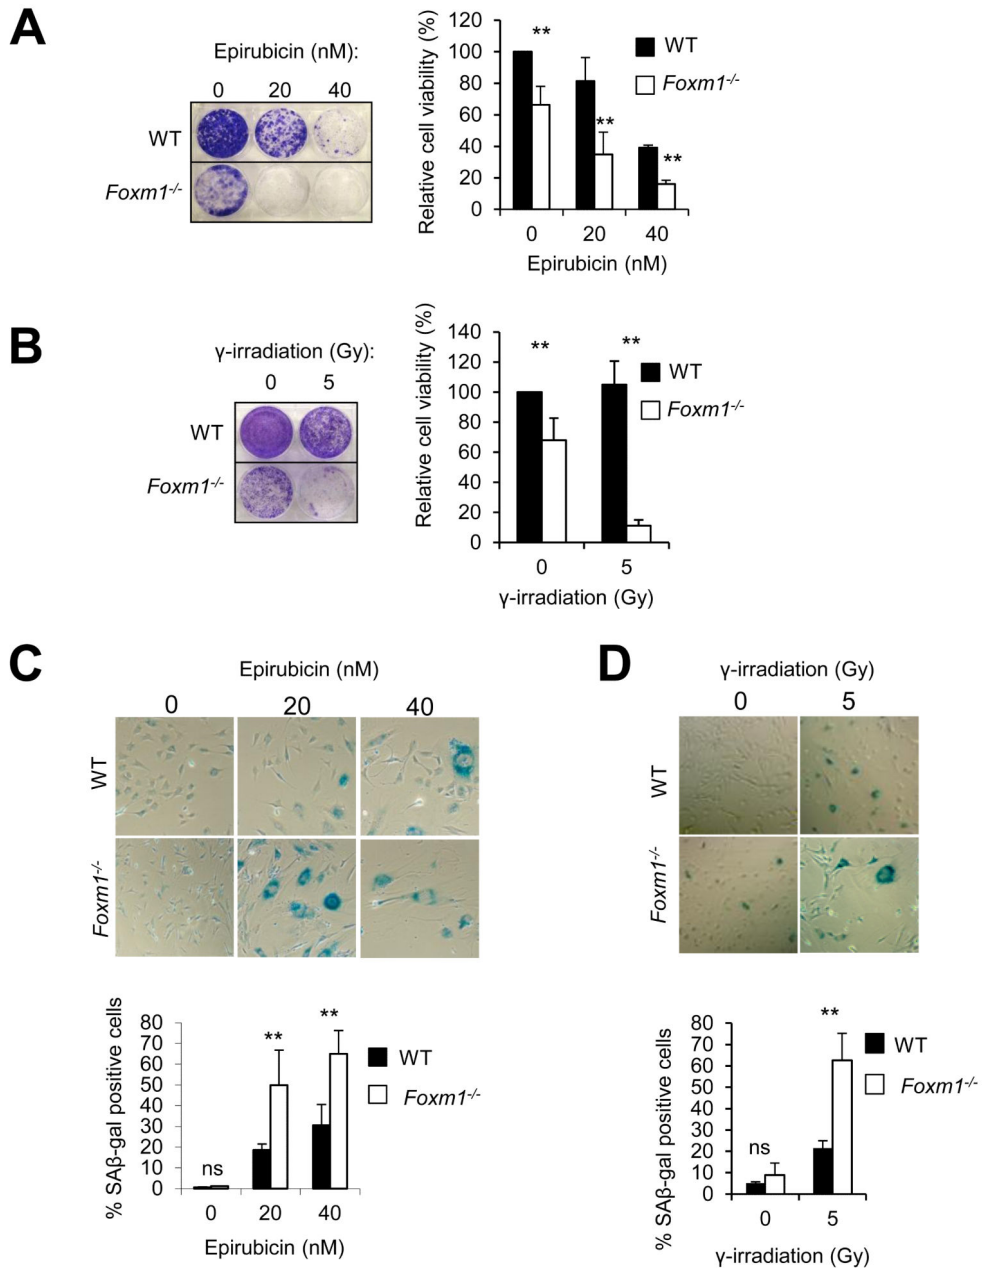 A
Epirubicin (nM):
0 20 40
WT
Foxm1-/-
Relative cell viability (%)
120
100
80
60
40
20
0
**
**
**
WT
Foxm1-/-
0 20 40
Epirubicin (nM)
B
γ-irradiation (Gy):
0 5
WT
Foxm1-/-
Relative cell viability (%)
140
120
100
80
60
40
20
0
**
**
WT
Foxm1-/-
0 5
γ-irradiation (Gy)
C
Epirubicin (nM)
0 20 40
WT
Foxm1-/-
% SAβ-gal positive cells
80
70
60
50
40
30
20
10
0
ns
**
**
WT
Foxm1-/-
0 20 40
Epirubicin (nM)
D
γ-irradiation (Gy)
0 5
WT
Foxm1-/-
% SAβ-gal positive cells
80
70
60
50
40
30
20
10
0
ns
**
WT
Foxm1-/-
0 5
γ-irradiation (Gy)